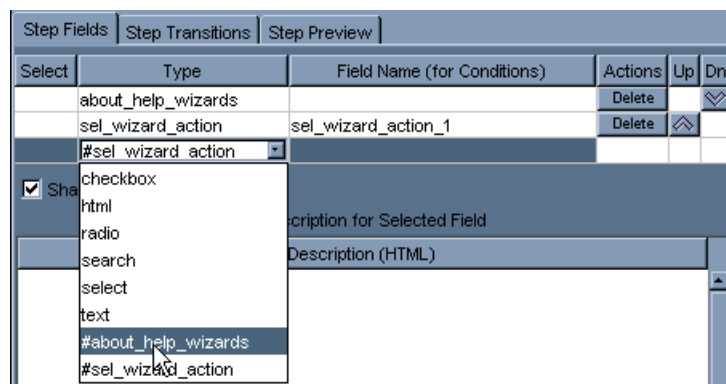 Step Fields Step Transitions Step Preview
Select Type Field Name (for Conditions) Actions Up Dn
about_help_wizards Delete
sel_wizard_action sel_wizard_action_1 Delete
#sel_wizard_action
Sha
checkbox
html
radio
cription for Selected Field
search
Description (HTML)
select
text
#about_help_wizards
#sel_wizard_action